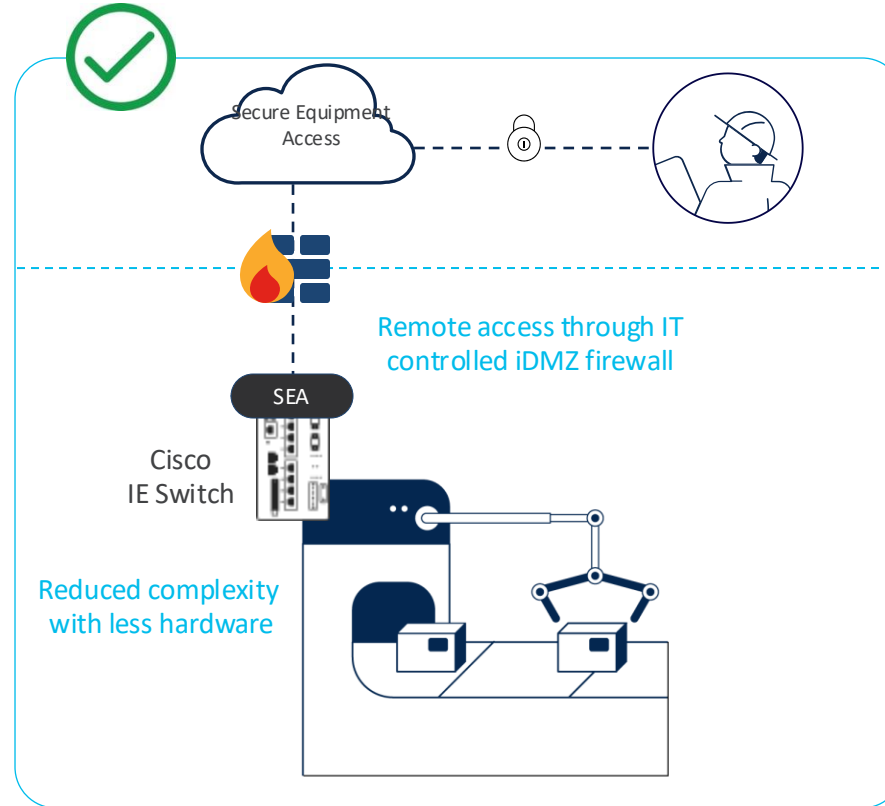 Secure Equipment
Access
Remote access through IT
controlled iDMZ firewall
SEA
Cisco
IE Switch
Reduced complexity
with less hardware